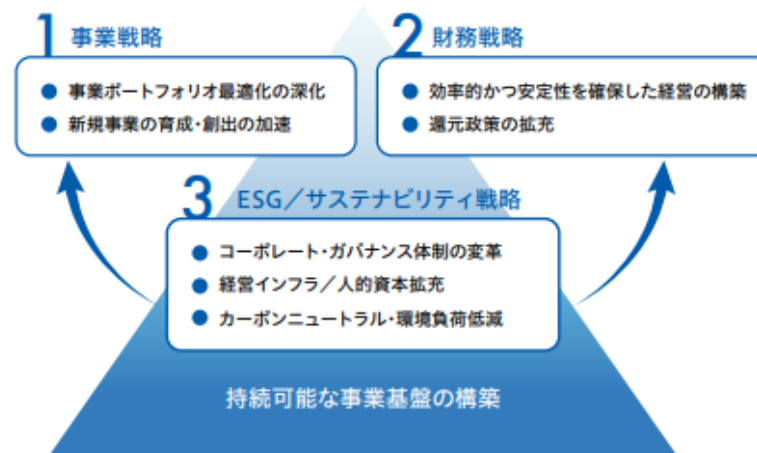 1 事業戦略
● 事業ポートフォリオ最適化の深化
● 新規事業の育成・創出の加速
2 財務戦略
● 効率的かつ安定性を確保した経営の構築
● 還元政策の拡充
3 ESG／サステナビリティ戦略
● コーポレート・ガバナンス体制の変革
● 経営インフラ／人的資本拡充
● カーボンニュートラル・環境負荷低減
持続可能な事業基盤の構築